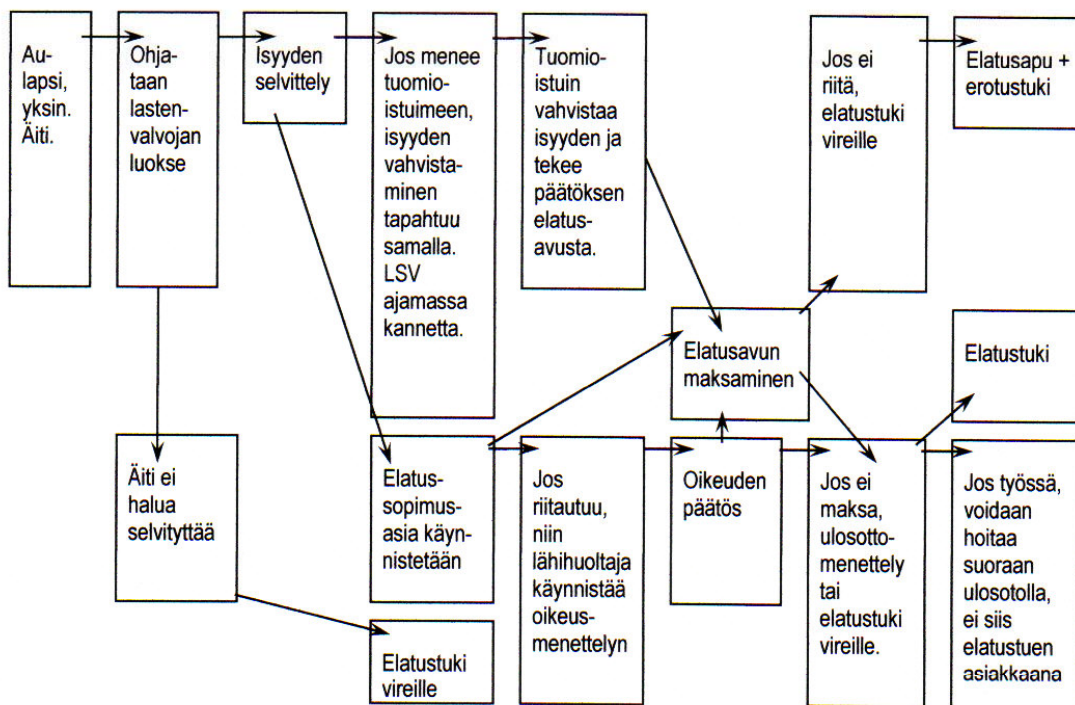 Au-
lapsi,
yksin.
Äiti.
Ohja-
taan
lasten-
valvojan
luokse
Isyyden
selvittely
Jos menee
tuomio-
istuimeen,
isyyden
vahvista-
minen
tapahtuu
samalla.
LSV
ajamassa
kannetta.
Tuomio-
istuin
vahvistaa
isyyden ja
tekee
päätöksen
elatus-
avusta.
Jos ei
riitä,
elatustuki
vireille
Elatusapu +
erotustuki
Elatusavun
maksaminen
Elatustuki
Äiti ei
halua
selvityttää
Elatus-
sopimus-
asia käyn-
nistetään
Jos
riitautuu,
niin
lähihuoltaja
käynnistää
oikeus-
menettelyn
Oikeuden
päätös
Jos ei
maksa,
ulosotto-
menettely
tai
elatustuki
vireille.
Jos työssä,
voidaan
hoitaa
suoraan
ulosotolla,
ei siis
elatustuen
asiakkaana
Elatustuki
vireille